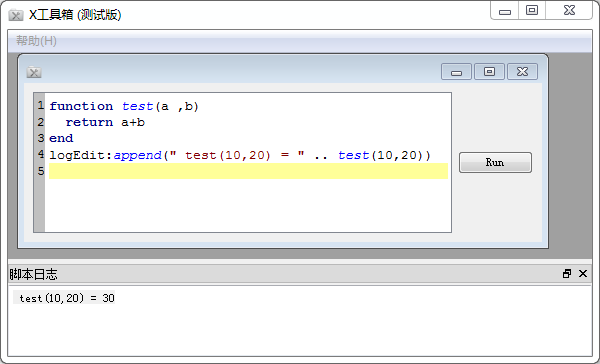 X工具箱 (测试版)
帮助(H)
1 function test(a ,b)
2   return a+b
3 end
4 logEdit:append(" test(10,20) = " .. test(10,20))
5
Run
脚本日志
test(10,20) = 30